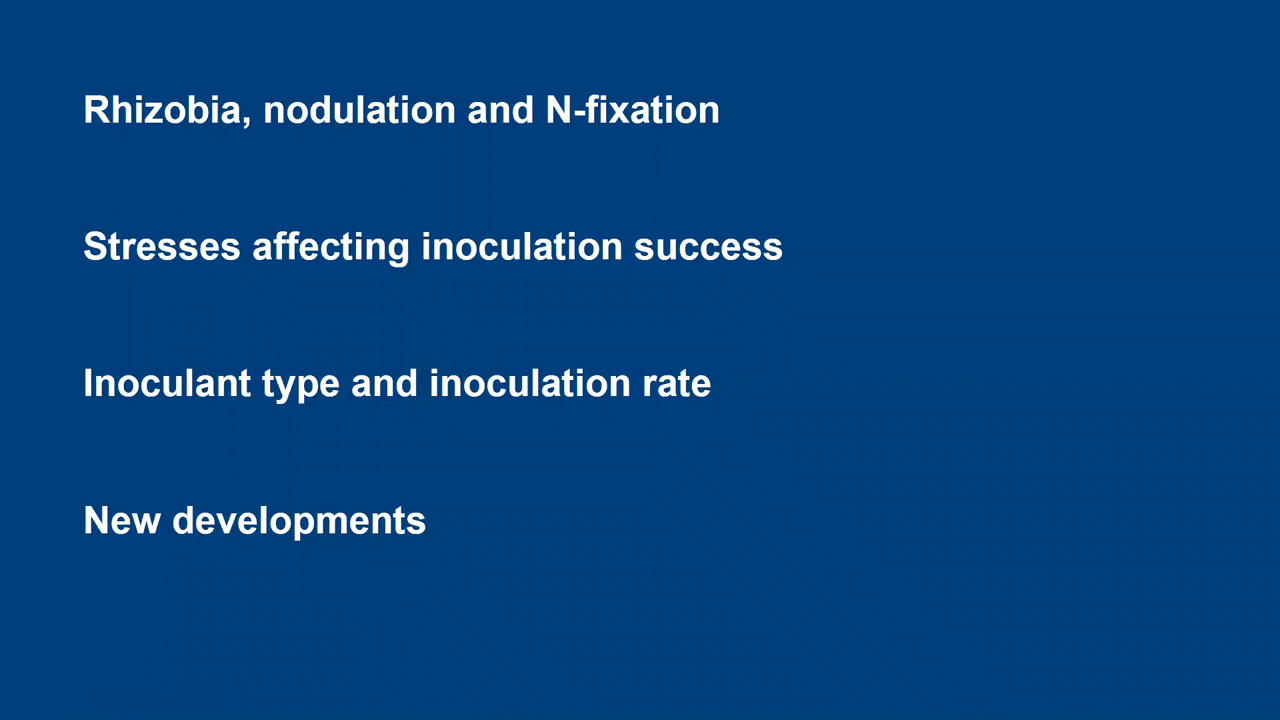 Rhizobia, nodulation and N-fixation
Stresses affecting inoculation success
Inoculant type and inoculation rate
New developments